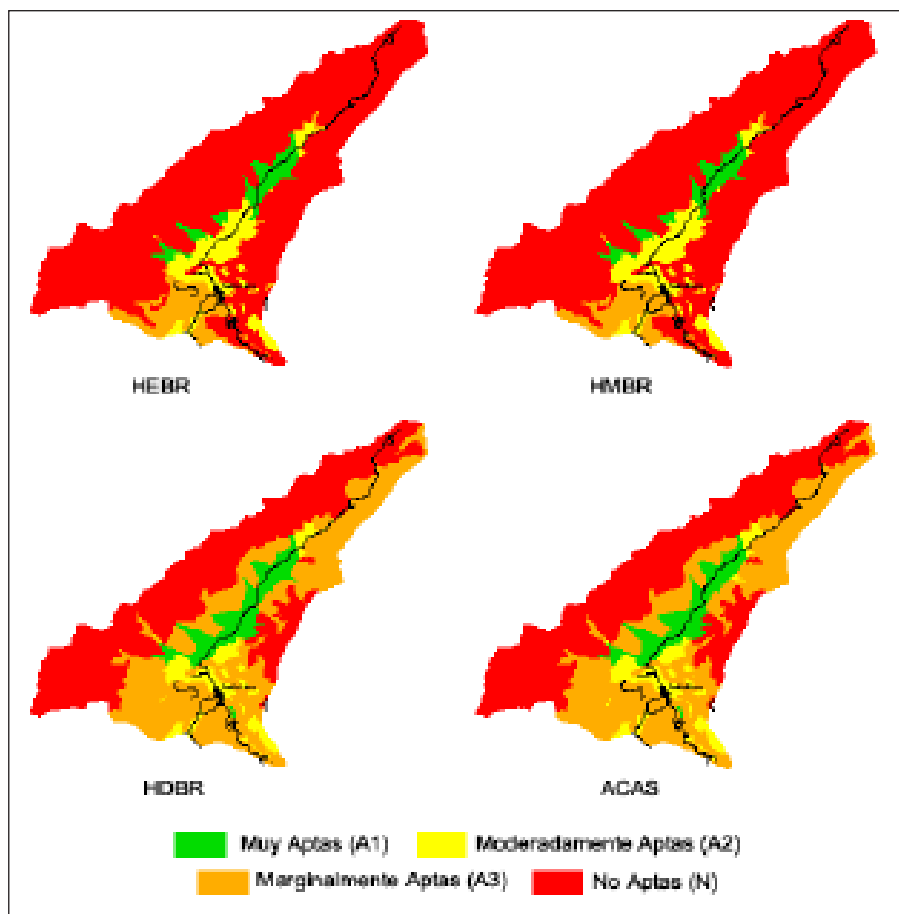 HEBR
HMBR
HDBR
ACAS
Muy Aptas (A1)
Moderadamente Aptas (A2)
Marginalmente Aptas (A3)
No Aptas (N)